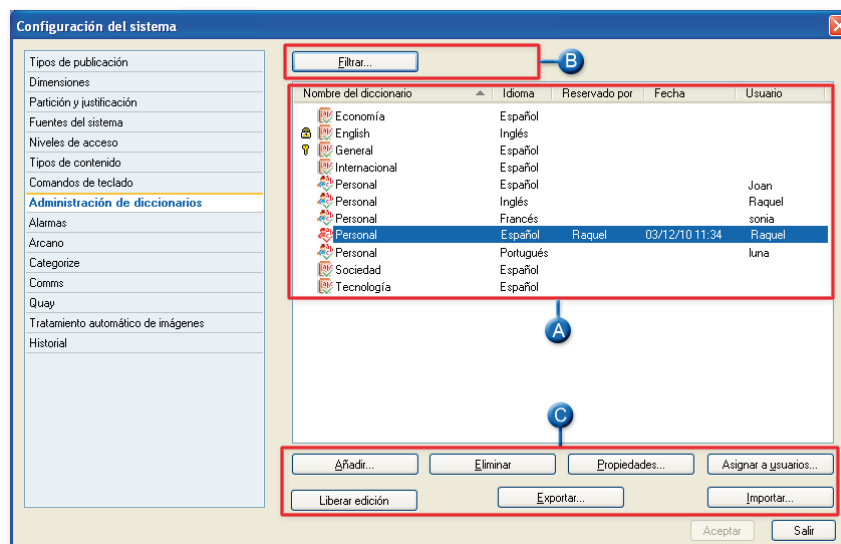 Configuración del sistema
Tipos de publicación
Dimensiones
Partición y justificación
Fuentes del sistema
Niveles de acceso
Tipos de contenido
Comandos de teclado
Administración de diccionarios
Alarmas
Arcano
Categorize
Comms
Quay
Tratamiento automático de imágenes
Historial
Filtrar...
B
Nombre del diccionario Idioma Reservado por Fecha Usuario
Economía Español
English Inglés
General Español
Internacional Español
Personal Español Joan
Personal Inglés Raquel
Personal Francés sonia
Personal Español Raquel 03/12/10 11:34 Raquel
Personal Portugués luna
Sociedad Español
Tecnología Español
A
C
Añadir... Eliminar Propiedades... Asignar a usuarios...
Liberar edición Exportar... Importar...
Aceptar Salir